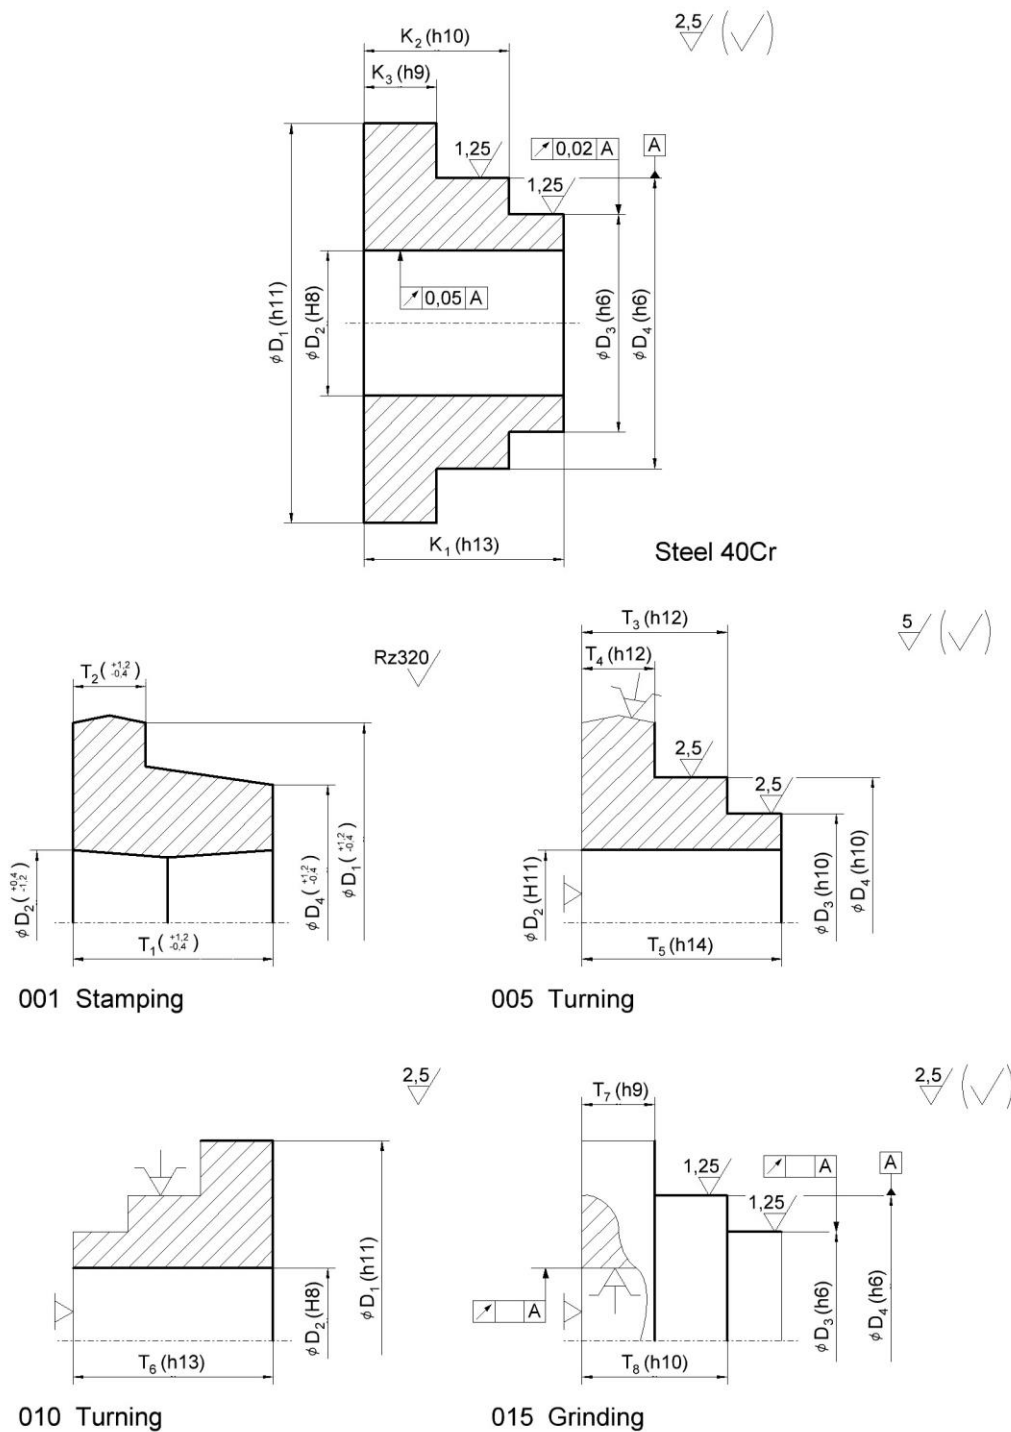 K₂ (h10)
2,5
K₃ (h9)
1,25
0,02 A
A
1,25
0,05 A
φ D₁ (h11)
φ D₂ (H8)
φ D₃ (h6)
φ D₄ (h6)
K₁ (h13)
Steel 40Cr
T₂ (+1,2 -0,4)
Rz320
φ D₂ (+0,4 -1,2)
φ D₄ (+1,2 -0,4)
φ D₁ (+1,2 -0,4)
T₁ (+1,2 -0,4)
001 Stamping
T₃ (h12)
5
T₄ (h12)
2,5
2,5
φ D₂ (H11)
φ D₃ (h10)
φ D₄ (h10)
T₅ (h14)
005 Turning
2,5
φ D₂ (H8)
φ D₁ (h11)
T₆ (h13)
010 Turning
T₇ (h9)
2,5
1,25
A
A
1,25
A
φ D₃ (h6)
φ D₄ (h6)
T₈ (h10)
015 Grinding